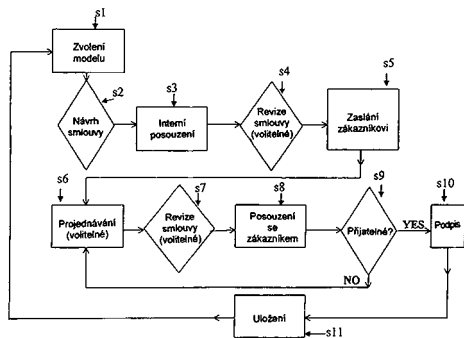 s1
Zvolení
modelu
s2
Návrh
smlouvy
s3
Interní
posouzení
s4
Revize
smlouvy
(volitelné)
s5
Zaslání
zákazníkovi
s6
Projednávání
(volitelné)
s7
Revize
smlouvy
(volitelné)
s8
Posouzení
se
zákazníkem
s9
Přijatelné?
YES
NO
s10
Podpis
Uložení
s11